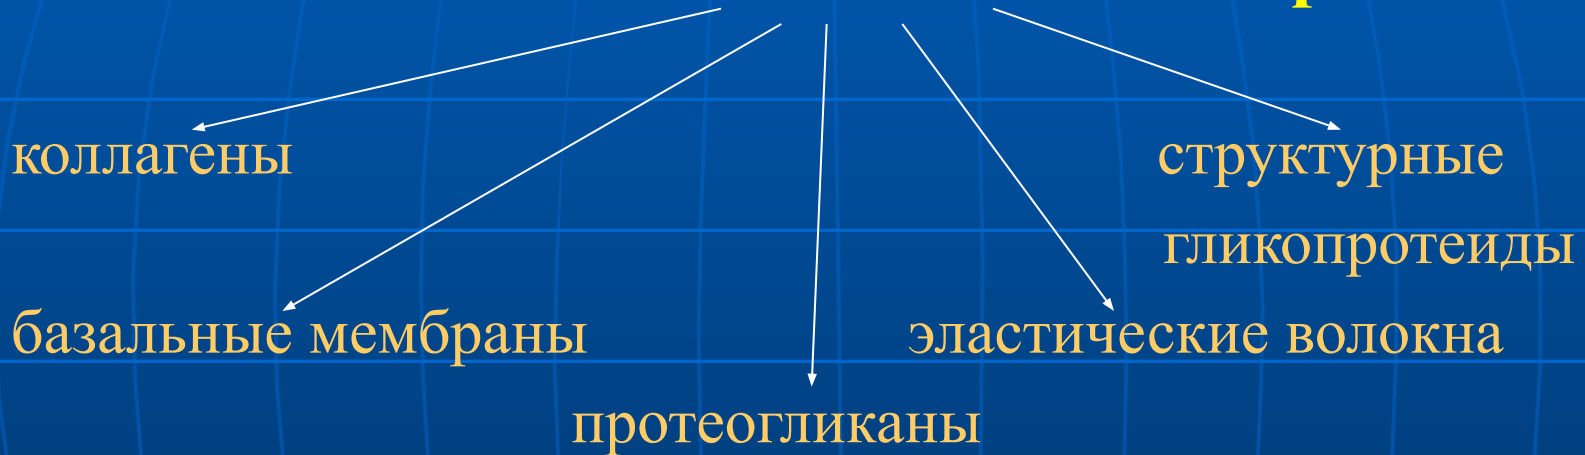 коллагены
структурные
гликопротеиды
базальные мембраны
эластические волокна
протеогликаны